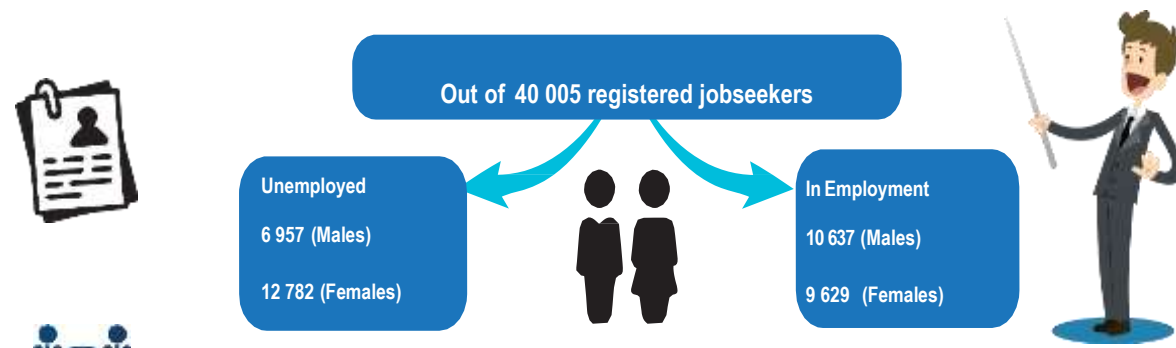 Out of 40 005 registered jobseekers
Unemployed
6 957 (Males)
12 782 (Females)
In Employment
10 637 (Males)
9 629 (Females)